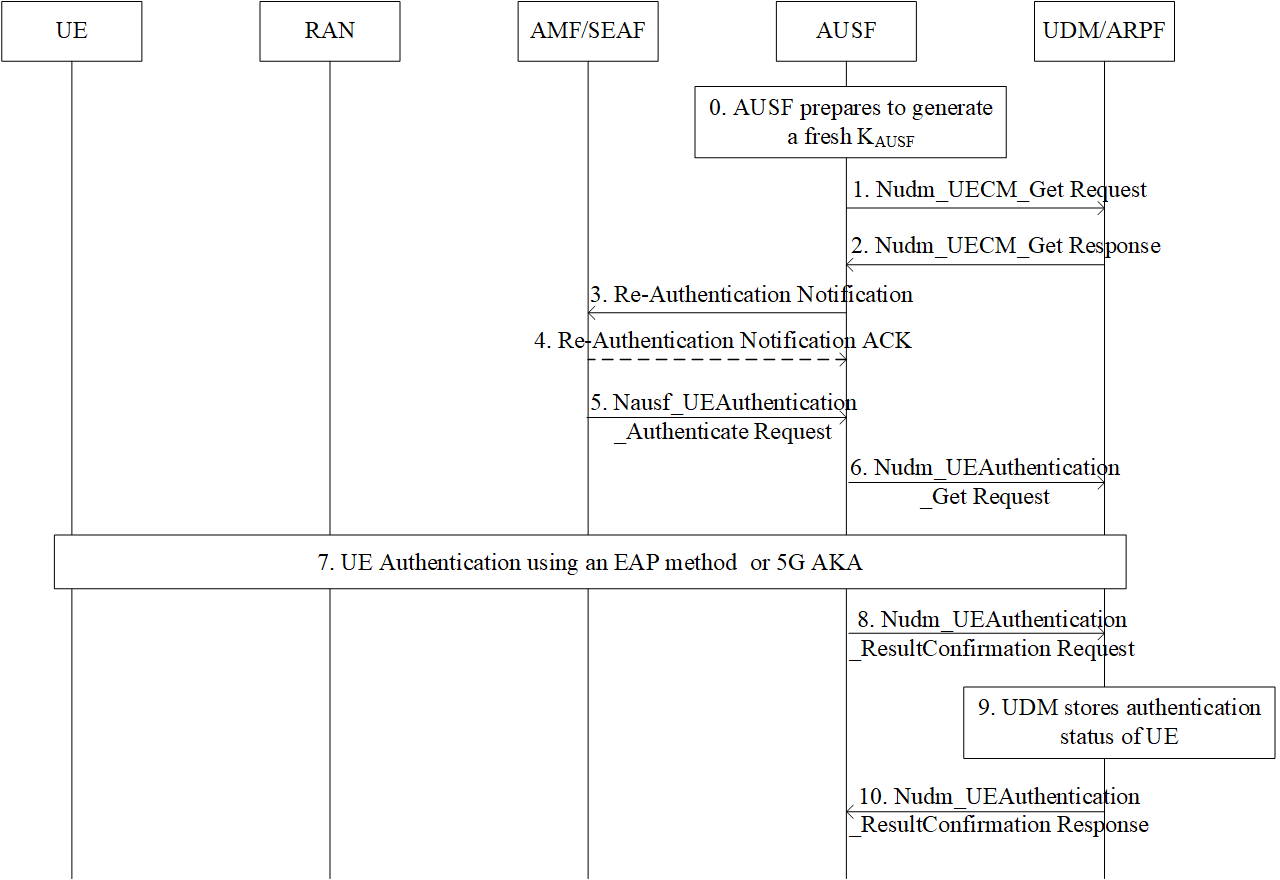 UE
RAN
AMF/SEAF
AUSF
UDM/ARPF
0. AUSF prepares to generate
a fresh KAUSF
1. Nudm_UECM_Get Request
2. Nudm_UECM_Get Response
3. Re-Authentication Notification
4. Re-Authentication Notification ACK
5. Nausf_UEAuthentication
_Authenticate Request
6. Nudm_UEAuthentication
_Get Request
7. UE Authentication using an EAP method  or 5G AKA
8. Nudm_UEAuthentication
_ResultConfirmation Request
9. UDM stores authentication
status of UE
10. Nudm_UEAuthentication
_ResultConfirmation Response